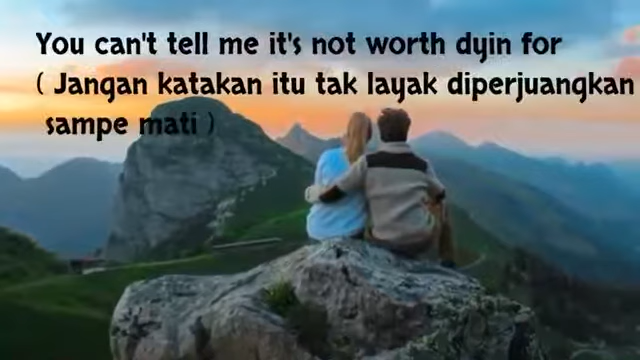 You can't tell me it's not worth dyin for
( Jangan katakan itu tak layak diperjuangkan
sampe mati )